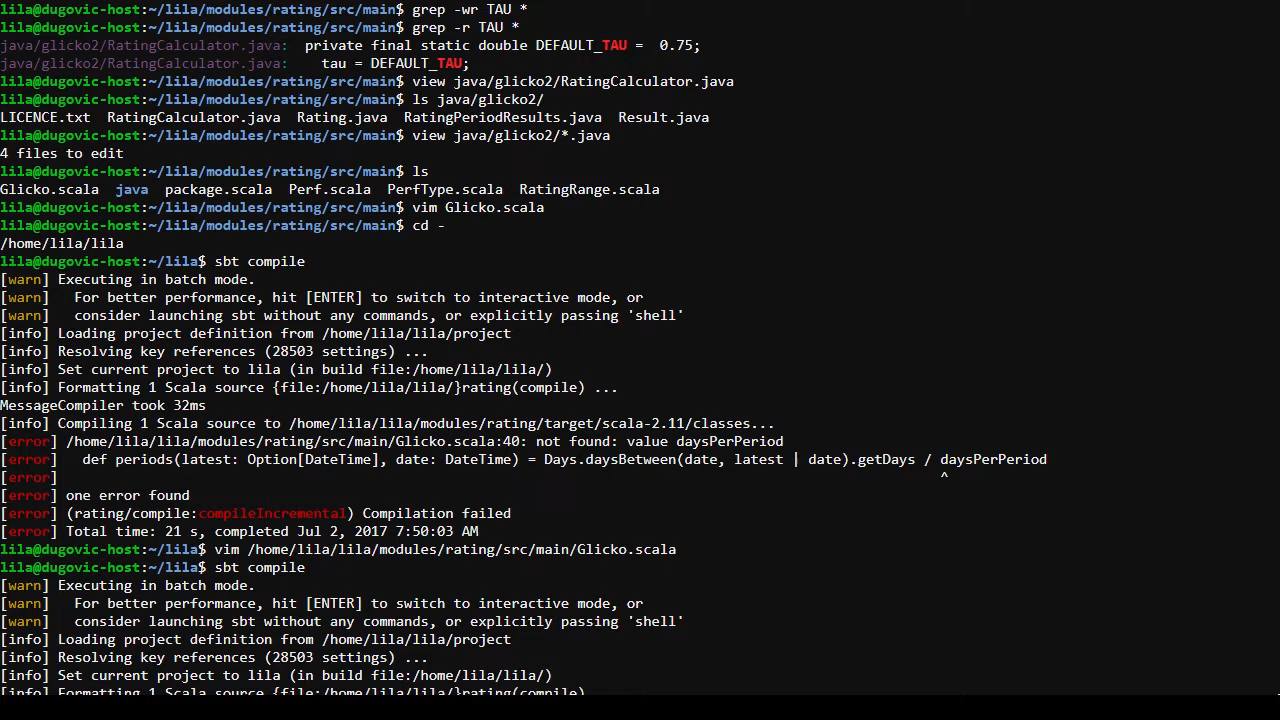 lila@dugovic-host:~/lila/modules/rating/src/main$ grep -wr TAU *
lila@dugovic-host:~/lila/modules/rating/src/main$ grep -r TAU *
java/glicko2/RatingCalculator.java:  private final static double DEFAULT_TAU =  0.75;
java/glicko2/RatingCalculator.java:    tau = DEFAULT_TAU;
lila@dugovic-host:~/lila/modules/rating/src/main$ view java/glicko2/RatingCalculator.java
lila@dugovic-host:~/lila/modules/rating/src/main$ ls java/glicko2/
LICENCE.txt  RatingCalculator.java  Rating.java  RatingPeriodResults.java  Result.java
lila@dugovic-host:~/lila/modules/rating/src/main$ view java/glicko2/*.java
4 files to edit
lila@dugovic-host:~/lila/modules/rating/src/main$ ls
Glicko.scala  java  package.scala  Perf.scala  PerfType.scala  RatingRange.scala
lila@dugovic-host:~/lila/modules/rating/src/main$ vim Glicko.scala
lila@dugovic-host:~/lila/modules/rating/src/main$ cd -
/home/lila/lila
lila@dugovic-host:~/lila$ sbt compile
[warn] Executing in batch mode.
[warn]   For better performance, hit [ENTER] to switch to interactive mode, or
[warn]   consider launching sbt without any commands, or explicitly passing 'shell'
[info] Loading project definition from /home/lila/lila/project
[info] Resolving key references (28503 settings) ...
[info] Set current project to lila (in build file:/home/lila/lila/)
[info] Formatting 1 Scala source {file:/home/lila/lila/}rating(compile) ...
MessageCompiler took 32ms
[info] Compiling 1 Scala source to /home/lila/lila/modules/rating/target/scala-2.11/classes...
[error] /home/lila/lila/modules/rating/src/main/Glicko.scala:40: not found: value daysPerPeriod
[error]   def periods(latest: Option[DateTime], date: DateTime) = Days.daysBetween(date, latest | date).getDays / daysPerPeriod
[error]                                                                                                           ^
[error] one error found
[error] (rating/compile:compileIncremental) Compilation failed
[error] Total time: 21 s, completed Jul 2, 2017 7:50:03 AM
lila@dugovic-host:~/lila$ vim /home/lila/lila/modules/rating/src/main/Glicko.scala
lila@dugovic-host:~/lila$ sbt compile
[warn] Executing in batch mode.
[warn]   For better performance, hit [ENTER] to switch to interactive mode, or
[warn]   consider launching sbt without any commands, or explicitly passing 'shell'
[info] Loading project definition from /home/lila/lila/project
[info] Resolving key references (28503 settings) ...
[info] Set current project to lila (in build file:/home/lila/lila/)
[info] Formatting 1 Scala source {file:/home/lila/lila/}rating(compile)